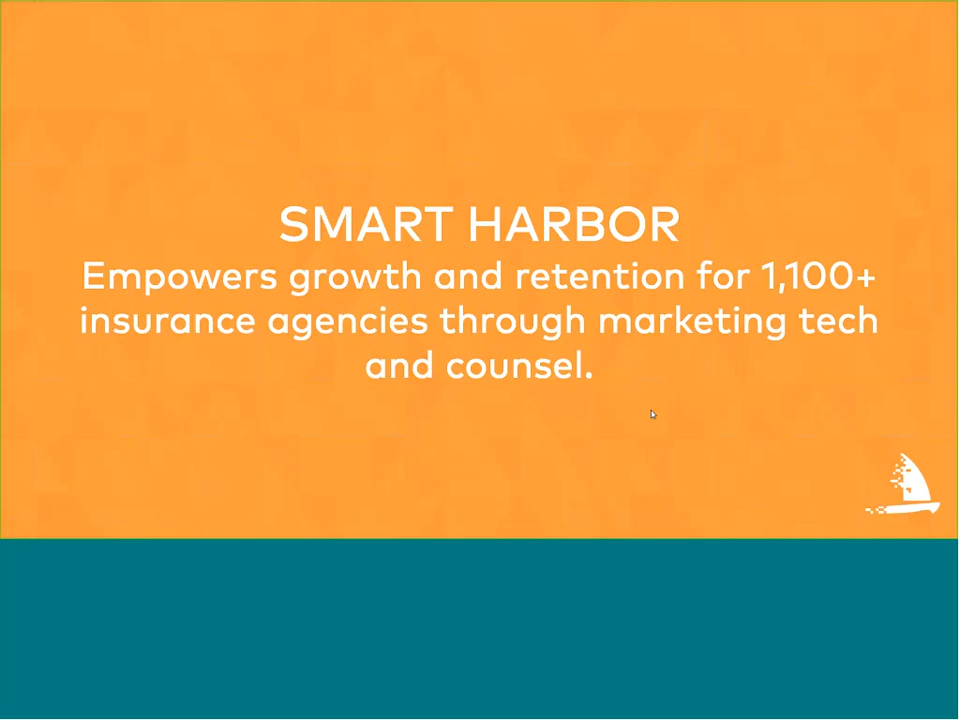 SMART HARBOR
Empowers growth and retention for 1,100+
insurance agencies through marketing tech
and counsel.